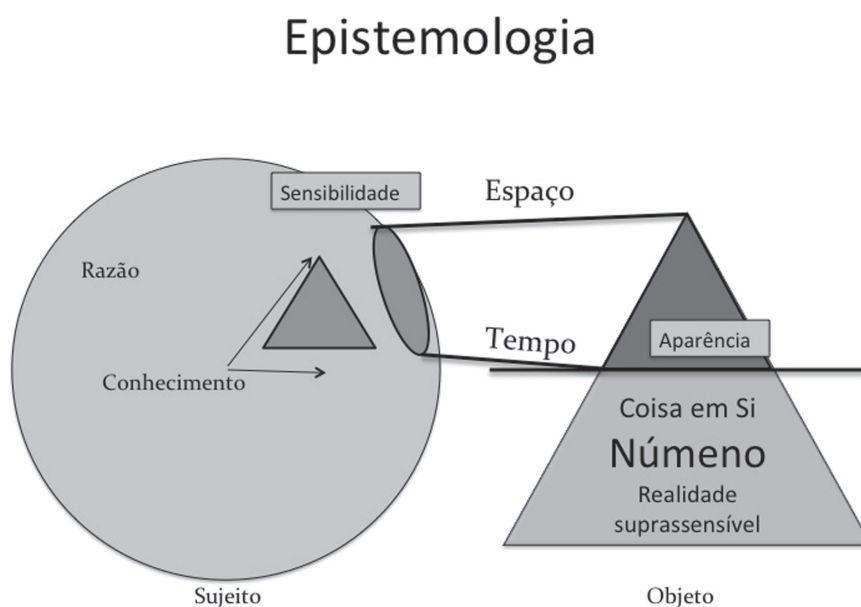 Epistemologia
Sensibilidade
Espaço
Razão
Conhecimento
Tempo
Aparência
Coisa em Si
Númeno
Realidade
suprassensível
Sujeito
Objeto